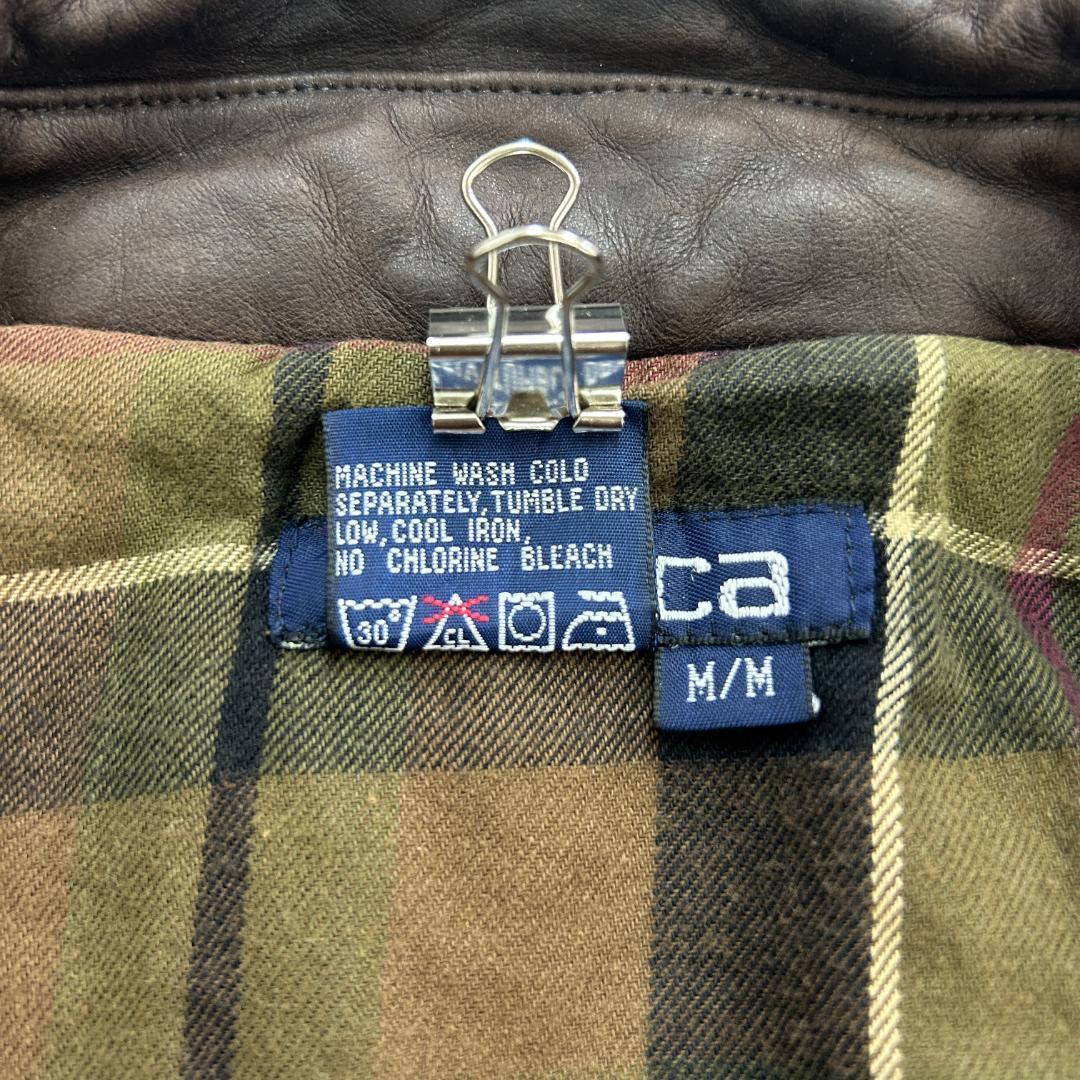 MACHINE WASH COLD
SEPARATELY,TUMBLE DRY
LOW,COOL IRON,
NO CHLORINE BLEACH
30° CL
ca
M/M